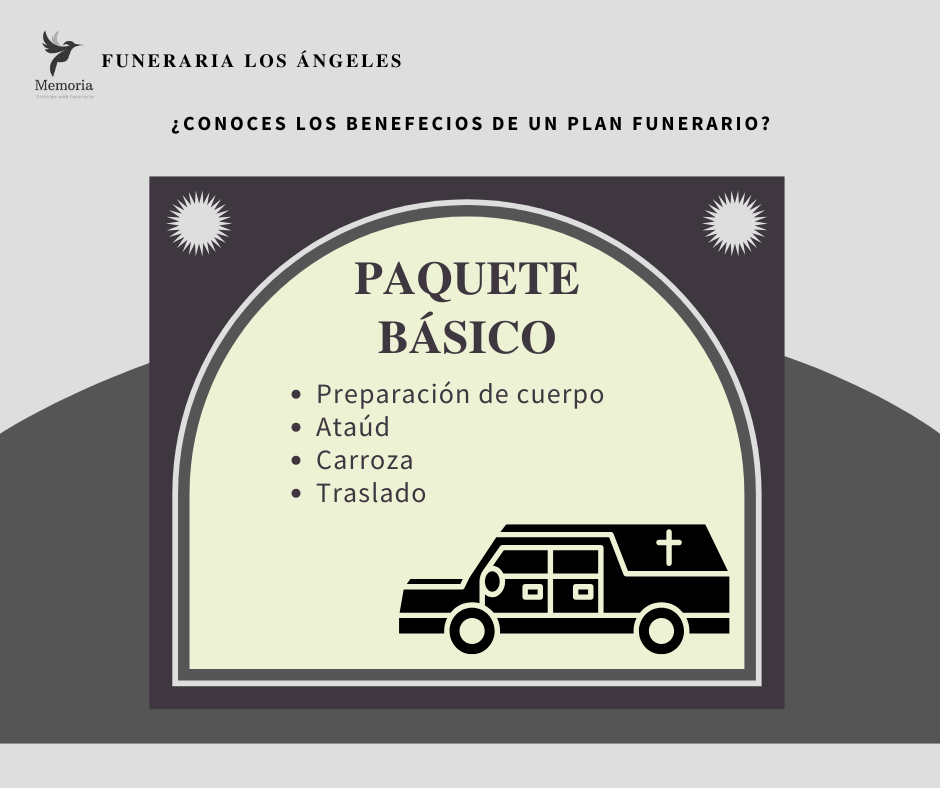 FUNERARIA LOS ÁNGELES
Memoria
¿CONOCES LOS BENEFECIOS DE UN PLAN FUNERARIO?
PAQUETE
BÁSICO
• Preparación de cuerpo
• Ataúd
• Carroza
• Traslado